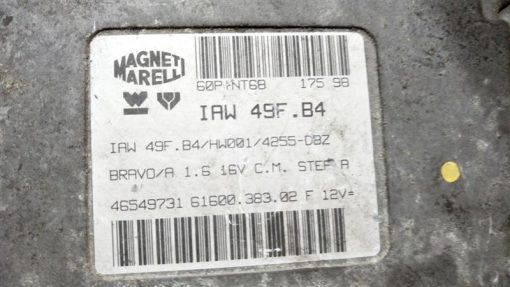 MAGNETI
MARELLI
60P.NT6B 175 98
IAW 49F.B4
IAW 49F.B4/HW001/4255-DBZ
BRAVO/A 1.6 16V C.M. STEP A
46549731 61600.383.02 F 12V=